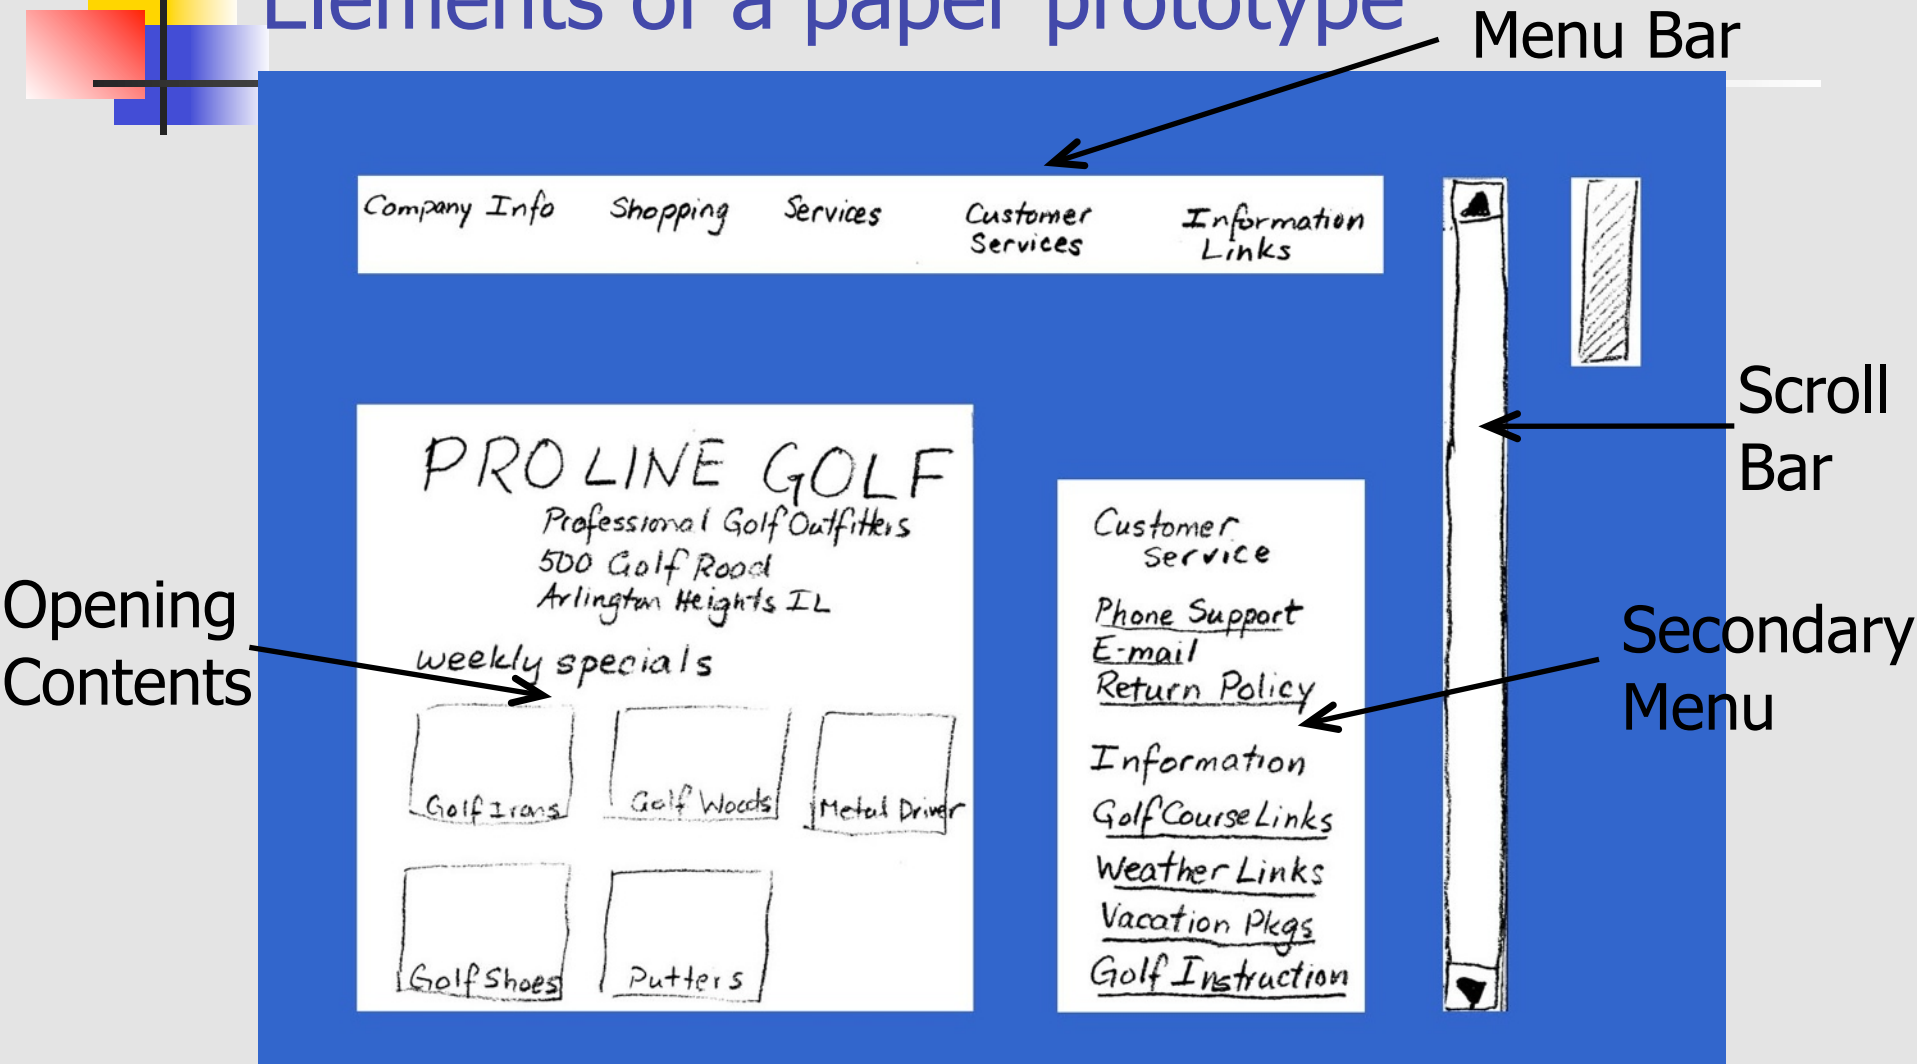 Elements of a paper prototype
Menu Bar
Company Info Shopping Services Customer Services Information Links
Scroll
Bar
PRO LINE GOLF
Professional Golf Outfitters
500 Golf Road
Arlington Heights IL
weekly specials
Golf Irons Golf Woods Metal Driver
Golf Shoes Putters
Opening
Contents
Customer
Service
Phone Support
E-mail
Return Policy
Information
Golf Course Links
Weather Links
Vacation Pkgs
Golf Instruction
Secondary
Menu